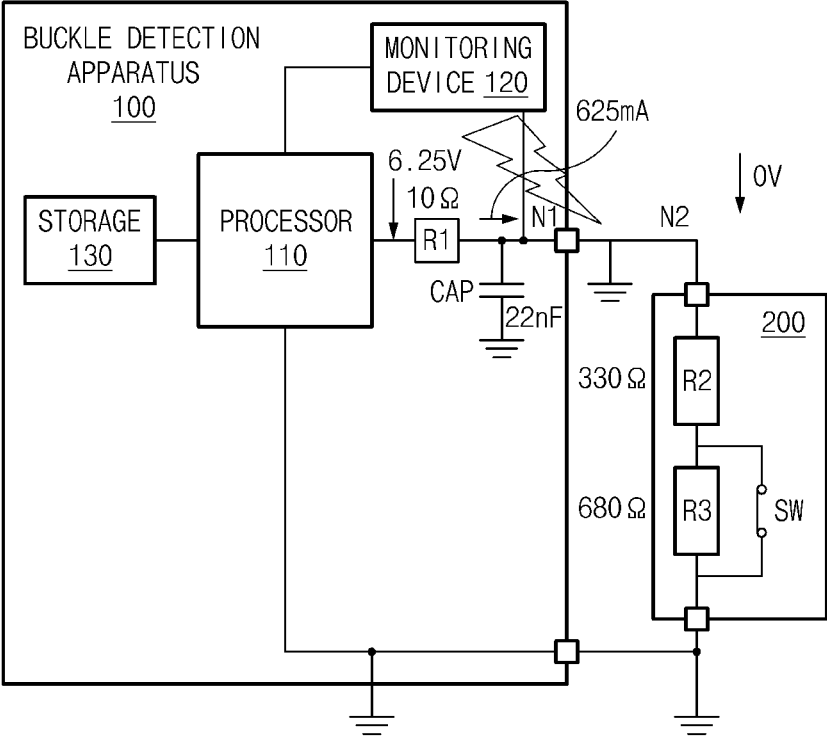 BUCKLE DETECTION
APPARATUS
100
MONITORING
DEVICE 120
625mA
6.25V
10Ω
0V
STORAGE
130
PROCESSOR
110
R1
N1
N2
CAP
22nF
200
330Ω
R2
680Ω
R3
SW